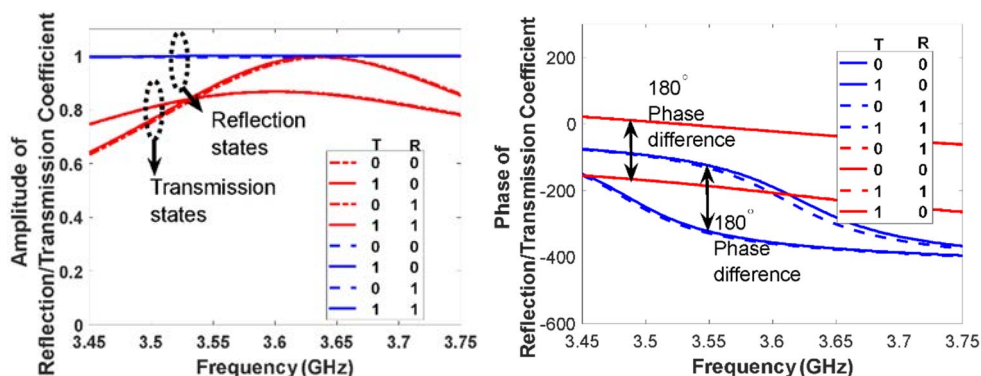 Amplitude of
Reflection/Transmission Coefficient
1
0.8
0.6
0.4
0.2
0
3.45
3.5
3.55
3.6
3.65
3.7
3.75
Frequency (GHz)
Reflection
states
Transmission
states
T R
0 0
1 0
0 1
1 1
0 0
1 0
0 1
1 1
Phase of
Reflection/Transmission Coefficient
200
0
-200
-400
-600
3.45
3.5
3.55
3.6
3.65
3.7
3.75
Frequency (GHz)
180°
Phase
difference
180°
Phase
difference
T R
0 0
1 0
0 1
1 1
0 1
0 0
1 1
1 0